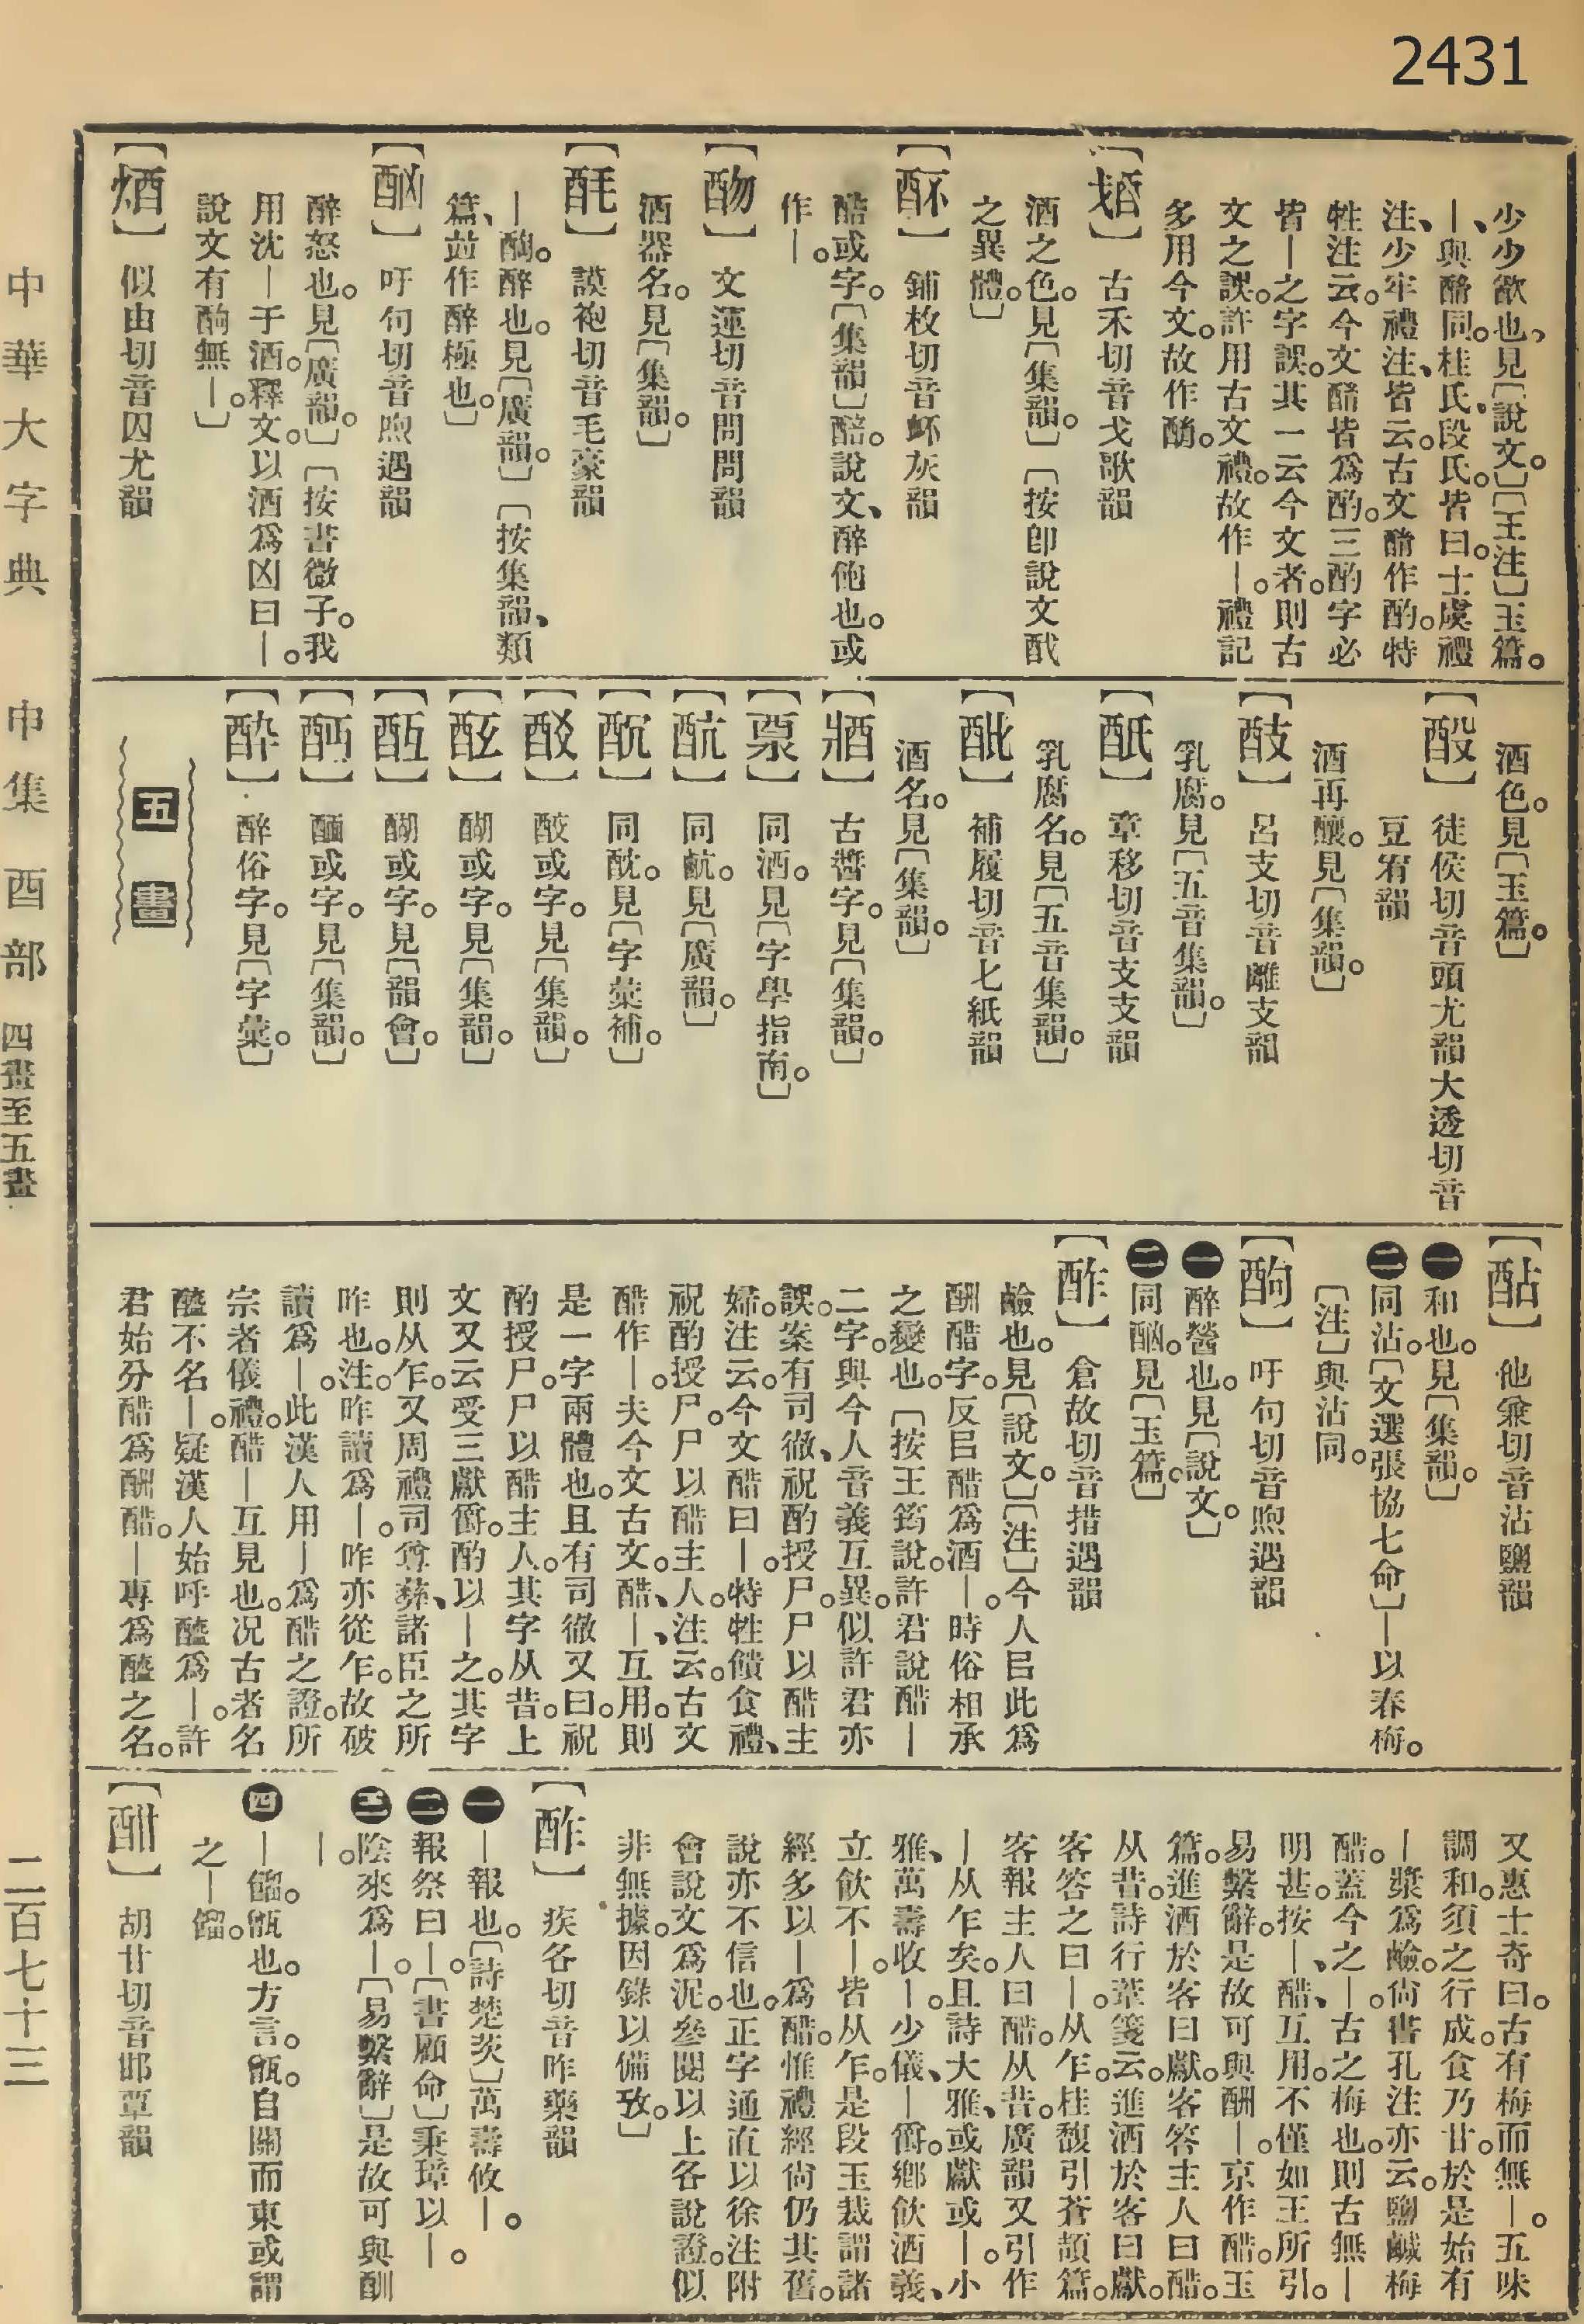 2431
少少飲也。見〔說文。〕〔王注〕玉篇。
丨與酳同。桂氏、段氏皆曰。士虞禮
注、少牢禮注、皆云。古文酳作酌。特
牲注云。今文酳皆爲酌。三酌字必
皆丨之字誤。其一云今文者。則古
文之誤。許用古文禮。故作丨。禮記
多用今文。故作酳。
古禾切音戈歌韻
酒之色。見〔集韻。〕〔按卽說文酨
之異體。〕
〔酛〕鋪枚切音衃灰韻
酷或字。〔集韻〕醅。說文、醉飽也。或
作丨。
〔酼〕文運切音問問韻
酒器名。見〔集韻。〕
〔酕〕謨袍切音毛豪韻
丨醄。醉也。見〔廣韻。〕〔按集韻、類
篇、竝作醉極也。〕
〔酗〕吁句切音煦遇韻
醉怒也。見〔廣韻。〕〔按書微子。我
用沈丨于酒。釋文。以酒爲凶曰丨。
說文有酌無丨。〕
似由切音囚尤韻
酒色。見〔玉篇。〕
〔酘〕徒侯切音頭尤韻大透切音
豆宥韻
酒再釀。見〔集韻。〕
呂支切音離支韻
乳腐。見〔五音集韻。〕
章移切音支支韻
乳腐名。見〔五音集韻。〕
補履切音匕紙韻
酒名。見〔集韻。〕
古醬字。見〔集韻。〕
同酒。見〔字學指南。〕
同䴚。見〔廣韻。〕
同酖。見〔字彙補。〕
酸或字。見〔集韻。〕
醐或字。見〔集韻。〕
醐或字。見〔韻會。〕
酾或字。見〔集韻。〕
〔酔〕醉俗字。見〔字彙。〕
五畫
〔酟〕他兼切音沾鹽韻
一和也。見〔集韻。〕
二同沾。〔文選張協七命〕丨以春梅。
〔注〕與沾同。
〔酌〕吁句切音煦遇韻
一醉醟也。見〔說文。〕
二同酗。見〔玉篇。〕
〔酢〕倉故切音措遇韻
醶也。見〔說文。〕〔注〕今人㠯此爲
酬醋字。反㠯醋爲酒丨。時俗相承
之變也。〔按王筠說。許君說醋丨
二字。與今人音義互異。似許君亦
誤。案有司徹、祝酌授尸。尸以醋主
婦。注云。今文醋曰丨。特牲饋食禮、
祝酌授尸。尸以醋主人。注云。古文
醋作丨。夫今文古文。醋、丨、互用。則
是一字兩體也。且有司徹又曰。祝
酌授尸。尸以醋主人。其字从昔。上
文又云受三獻爵。酌以丨之。其字
則从乍。又周禮司尊彝、諸臣之所
昨也。注。昨讀爲丨。昨亦從乍。故破
讀爲丨。此漢人用丨爲醋之證。所
宗者儀禮。醋丨互見也。况古者名
醯不名丨。疑漢人始呼醯爲丨。許
君始分醋爲酬醋。丨專爲醯之名。
又惠士奇曰。古有梅而無丨。五味
調和。須之行成。食乃甘。於是始有
丨漿爲醶。尙書孔注亦云。鹽鹹梅
醋。蓋今之丨。古之梅也。則古無丨
明甚。按丨、醋、互用。不僅如王所引。
易繫辭。是故可與酬丨。京作醋。玉
篇。進酒於客曰獻。客答主人曰醋。
从昔。詩行葦箋云。進酒於客曰獻。
客答之曰丨。从乍。桂馥引蒼頡篇。
客報主人曰醋。从昔。廣韻又引作
丨从乍矣。且詩大雅、或獻或丨。小
雅、萬壽收丨。少儀、丨爵。鄕飲酒義、
立飲不丨。皆从乍。是段玉裁謂諸
經多以丨爲醋。惟禮經尙仍其舊。
說亦不信也。正字通直以徐注附
會說文爲泥。參閱以上各說證。似
非無據。因錄以備攷。〕
〔酢〕疾各切音昨藥韻
一丨報也。〔詩楚茨〕萬壽攸丨。
二報祭曰丨。〔書顧命〕秉璋以丨。
三陰來爲丨。〔易繫辭〕是故可與酬
丨。
四丨餾。甑也。方言。甑。自關而東或謂
之丨餾。
〔酣〕胡甘切音邯覃韻
中華大字典　申集　酉部　四畫至五畫　二百七十三